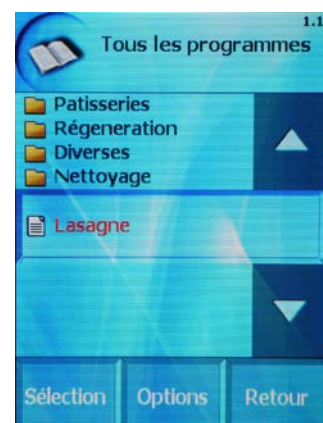 1.1
Tous les programmes
Patisseries
Régeneration
Diverses
Nettoyage
Lasagne
Sélection
Options
Retour